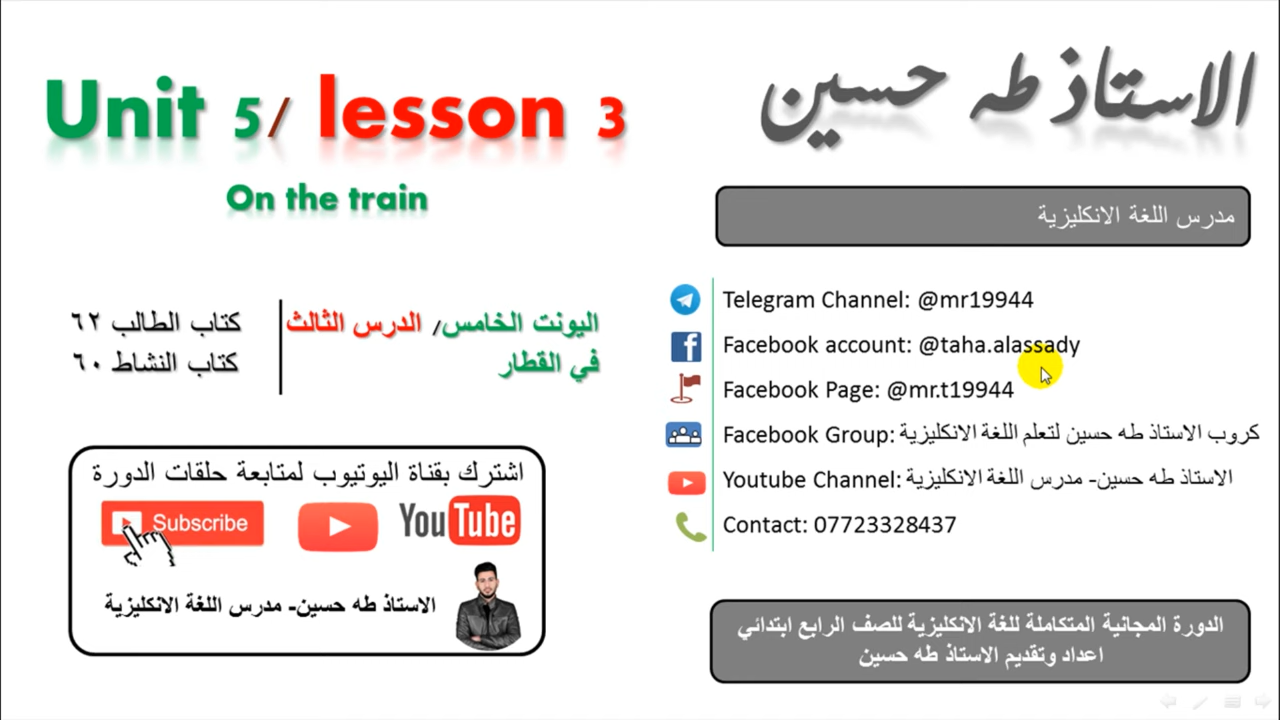 Unit 5/ lesson 3
On the train
اليونت الخامس/ الدرس الثالث
في القطار
كتاب الطالب ٦٢
كتاب النشاط ٦٠
اشترك بقناة اليوتيوب لمتابعة حلقات الدورة
Subscribe
YouTube
الاستاذ طه حسين- مدرس اللغة الانكليزية
الاستاذ طه حسين
مدرس اللغة الانكليزية
Telegram Channel: @mr19944
Facebook account: @taha.alassady
Facebook Page: @mr.t19944
Facebook Group: كروب الاستاذ طه حسين لتعلم اللغة الانكليزية
Youtube Channel: الاستاذ طه حسين- مدرس اللغة الانكليزية
Contact: 07723328437
الدورة المجانية المتكاملة للغة الانكليزية للصف الرابع ابتدائي
اعداد وتقديم الاستاذ طه حسين